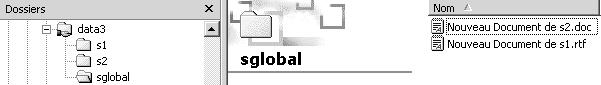 Dossiers
data3
s1
s2
sglobal
sglobal
Nom
Nouveau Document de s2.doc
Nouveau Document de s1.rtf